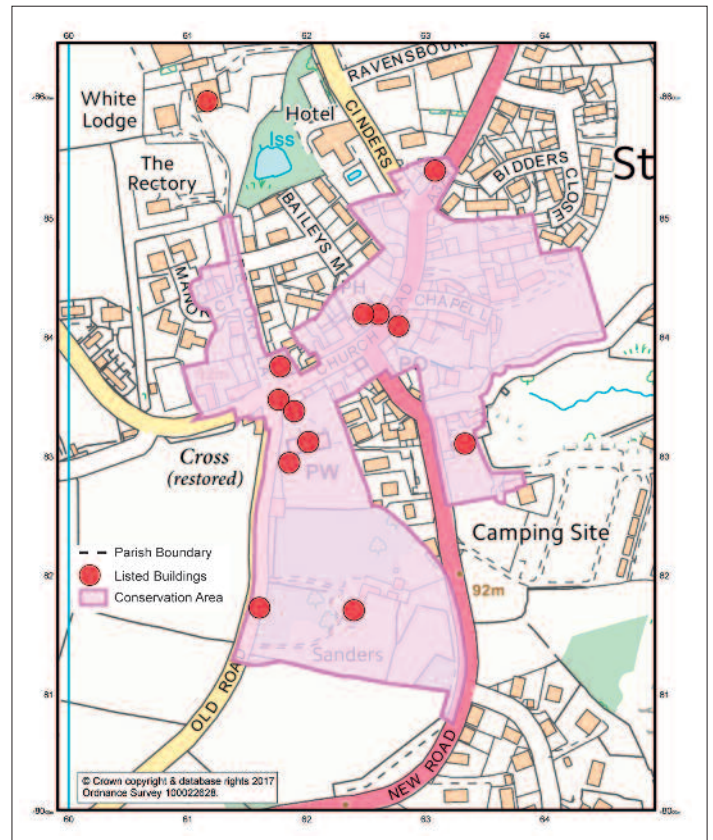 60
61
62
63
64
86
RAVENSBOU
White
Lodge
Hotel
CINDERS
Iss
The
Rectory
BIDDERS
CLOSE
St
85
BAILEYS M
MANOR
PH
ROAD
CHAPEL
84
CHURCH
PO
83
Cross
(restored)
PW
Camping Site
Parish Boundary
Listed Buildings
Conservation Area
82
92m
Sanders
81
OLD ROAD
NEW ROAD
© Crown copyright & database rights 2017
Ordnance Survey 100022628.
80
60
61
62
63
64